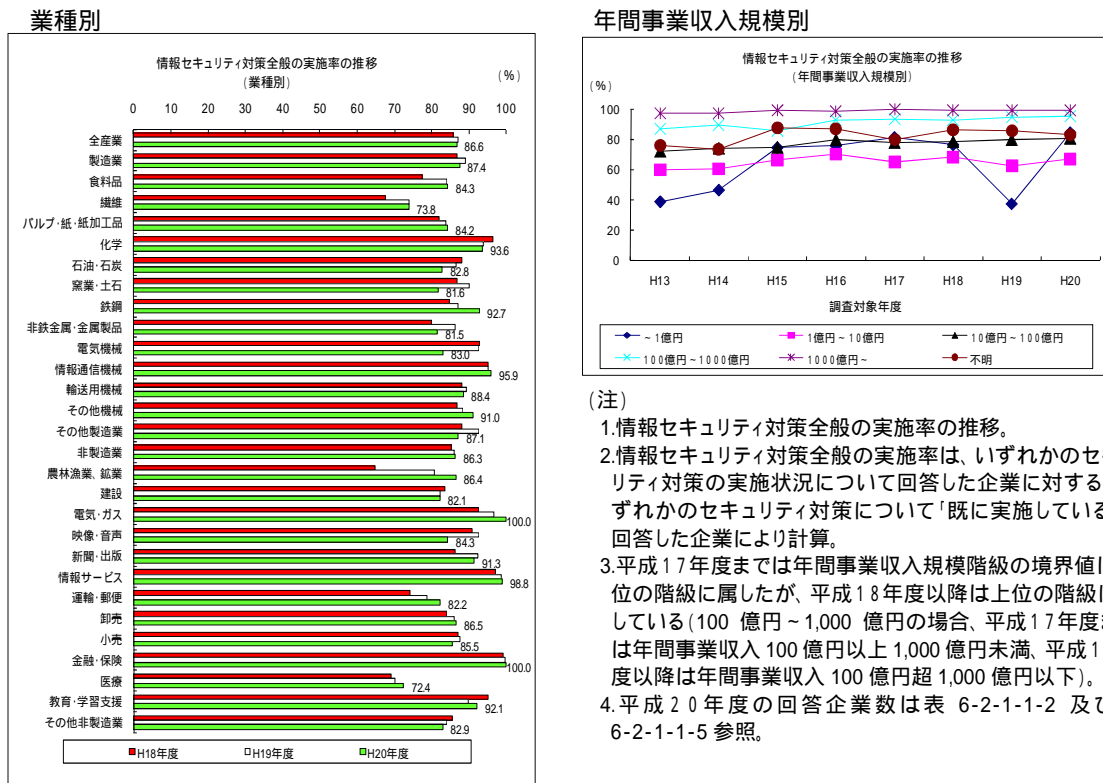 業種別
情報セキュリティ対策全般の実施率の推移
(業種別)
(%)
0 10 20 30 40 50 60 70 80 90 100
全産業 86.6
製造業 87.4
食料品 84.3
繊維 73.8
パルプ・紙・紙加工品 84.2
化学 93.6
石油・石炭 82.8
窯業・土石 81.6
鉄鋼 92.7
非鉄金属・金属製品 81.5
電気機械 83.0
情報通信機械 95.9
輸送用機械 88.4
その他機械 91.0
その他製造業 87.1
非製造業 86.3
農林漁業、鉱業 86.4
建設 82.1
電気・ガス 100.0
映像・音声 84.3
新聞・出版 91.3
情報サービス 98.8
運輸・郵便 82.2
卸売 86.5
小売 85.5
金融・保険 100.0
医療 72.4
教育・学習支援 92.1
その他非製造業 82.9
H18年度 H19年度 H20年度
年間事業収入規模別
情報セキュリティ対策全般の実施率の推移
(年間事業収入規模別)
(%)
100
80
60
40
20
0
H13 H14 H15 H16 H17 H18 H19 H20
調査対象年度
~1億円 1億円~10億円 10億円~100億円
100億円~1000億円 1000億円~ 不明
(注)
1.情報セキュリティ対策全般の実施率の推移。
2.情報セキュリティ対策全般の実施率は、いずれかのセ
リティ対策の実施状況について回答した企業に対する
ずれかのセキュリティ対策について「既に実施している
回答した企業により計算。
3.平成17年度までは年間事業収入規模階級の境界値
位の階級に属したが、平成18年度以降は上位の階級
している(100 億円~1,000 億円の場合、平成17年度
は年間事業収入 100 億円以上 1,000 億円未満、平成1
度以降は年間事業収入 100 億円超 1,000 億円以下)。
4.平成20年度の回答企業数は表 6-2-1-1-2 及び
6-2-1-1-5 参照。